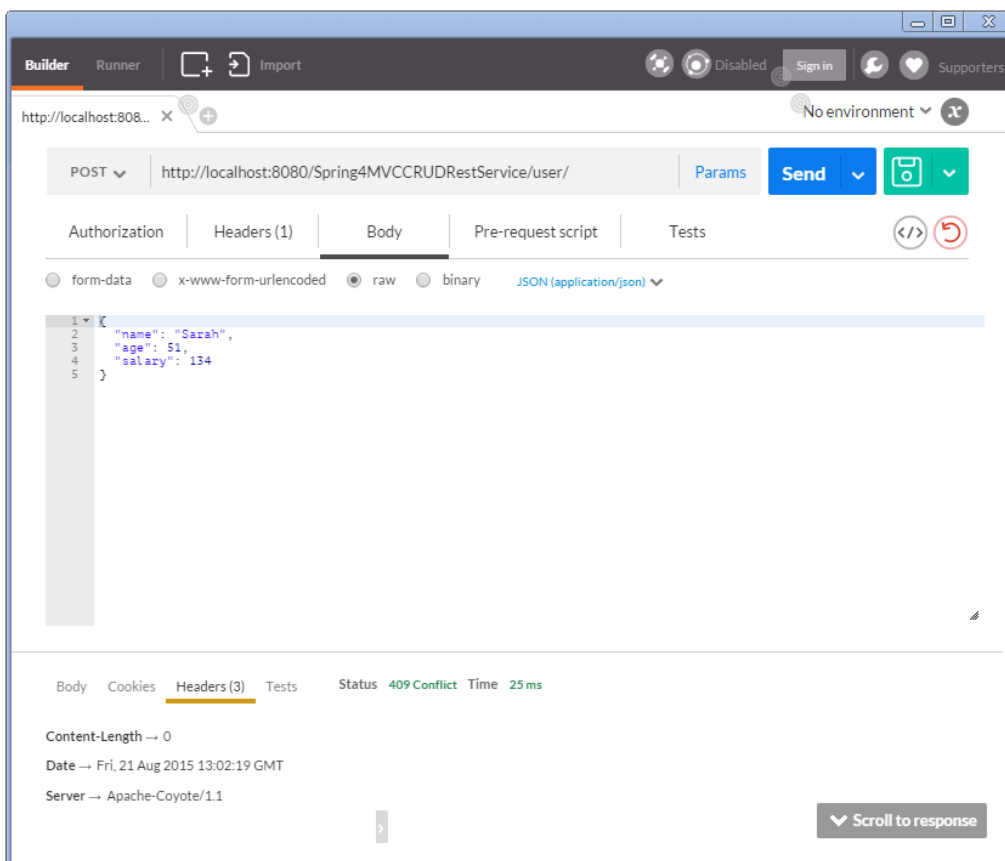 Builder Runner Import Disabled Sign in Supporters
http://localhost:808... No environment
POST http://localhost:8080/Spring4MVCCRUDRestService/user/ Params Send
Authorization Headers (1) Body Pre-request script Tests
form-data x-www-form-urlencoded raw binary JSON (application/json)
1 {
2 "name": "Sarah",
3 "age": 51,
4 "salary": 134
5 }
Body Cookies Headers (3) Tests Status 409 Conflict Time 25 ms
Content-Length → 0
Date → Fri, 21 Aug 2015 13:02:19 GMT
Server → Apache-Coyote/1.1
Scroll to response